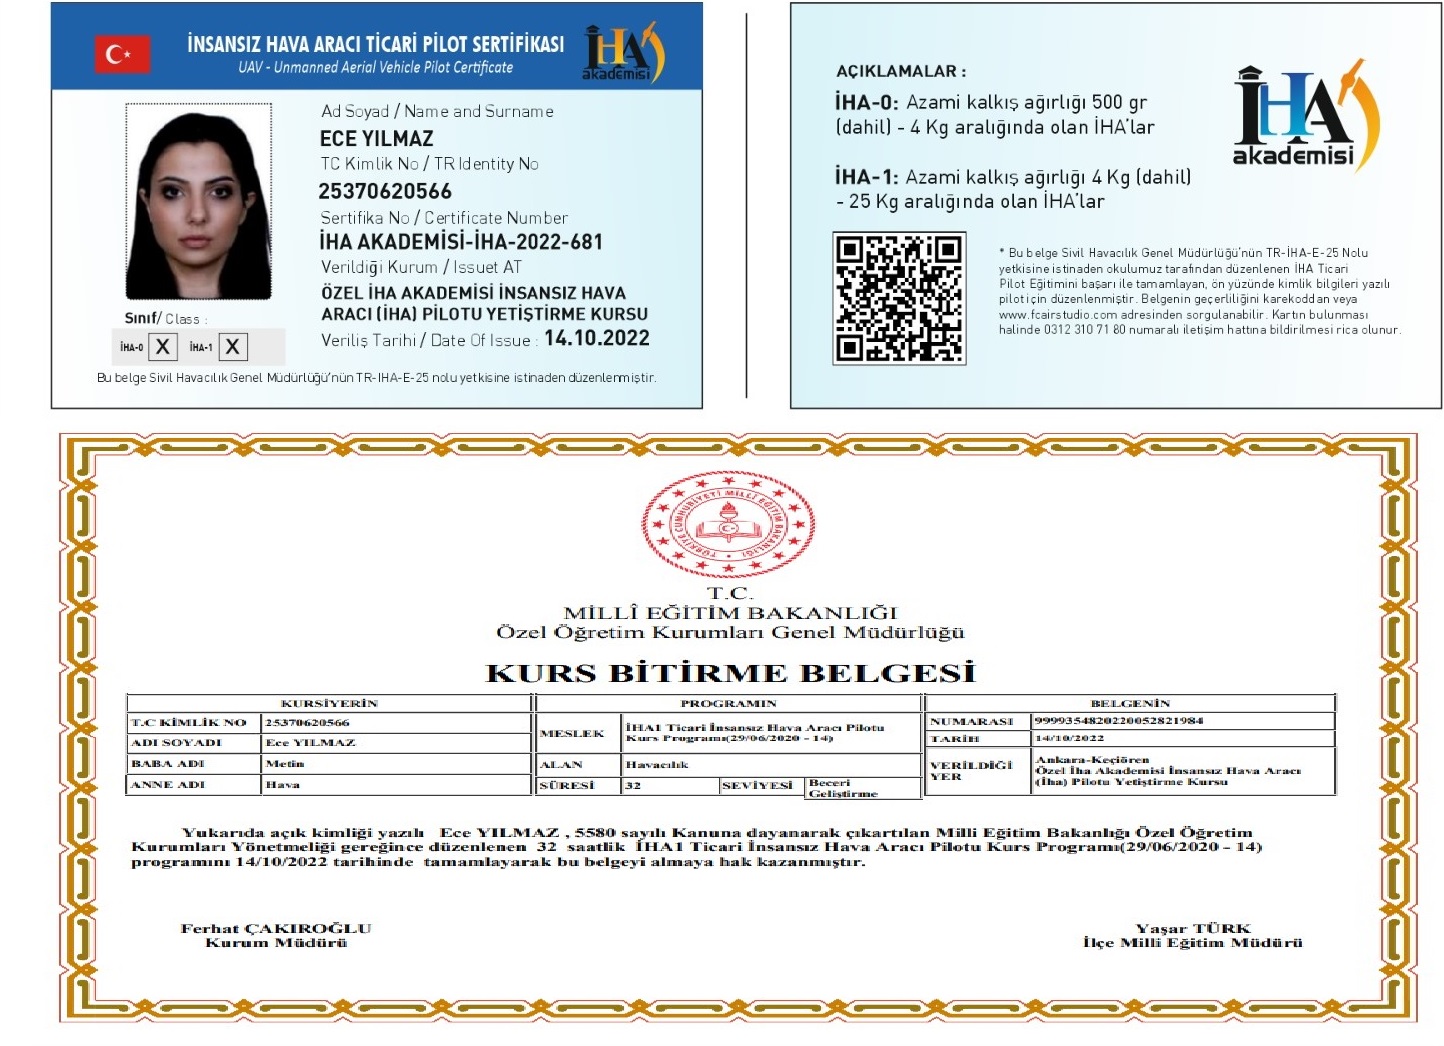 İNSANSIZ HAVA ARACI TİCARİ PİLOT SERTİFİKASI
UAV - Unmanned Aerial Vehicle Pilot Certificate
İHA
akademisi
Ad Soyad / Name and Surname
ECE YILMAZ
TC Kimlik No / TR Identity No
25370620566
Sertifika No / Certificate Number
İHA AKADEMİSİ-İHA-2022-681
Verildiği Kurum / Issuet AT
ÖZEL İHA AKADEMİSİ İNSANSIZ HAVA
ARACI (İHA) PİLOTU YETİŞTİRME KURSU
Veriliş Tarihi / Date Of Issue : 14.10.2022
Sınıf/ Class :
İHA-0 X İHA-1 X
Bu belge Sivil Havacılık Genel Müdürlüğü'nün TR-IHA-E-25 nolu yetkisine istinaden düzenlenmiştir.
AÇIKLAMALAR :
İHA-0: Azami kalkış ağırlığı 500 gr
(dahil) - 4 Kg aralığında olan İHA'lar
İHA-1: Azami kalkış ağırlığı 4 Kg (dahil)
- 25 Kg aralığında olan İHA'lar
İHA
akademisi
* Bu belge Sivil Havacılık Genel Müdürlüğü'nün TR-İHA-E-25 Nolu
yetkisine istinaden okulumuz tarafından düzenlenen İHA Ticari
Pilot Eğitimini başarı ile tamamlayan, ön yüzünde kimlik bilgileri yazılı
pilot için düzenlenmiştir. Belgenin geçerliliğini karekoddan veya
www.fcairstudio.com adresinden sorgulanabilir. Kartın bulunması
halinde 0312 310 71 80 numaralı iletişim hattına bildirilmesi rica olunur.
TÜRKİYE CUMHURİYETİ MİLLİ EĞİTİM BAKANLIĞI
T.C.
MİLLÎ EĞİTİM BAKANLIĞI
Özel Öğretim Kurumları Genel Müdürlüğü
KURS BİTİRME BELGESİ
KURSİYERİN
T.C KİMLİK NO 25370620566
ADI SOYADI Ece YILMAZ
BABA ADI Metin
ANNE ADI Hava
PROGRAMIN
MESLEK İHA1 Ticari İnsansız Hava Aracı Pilotu
Kurs Programı(29/06/2020 - 14)
ALAN Havacılık
SÜRESİ 32 SEVİYESİ Beceri
Geliştirme
BELGENİN
NUMARASI 9999354820220052821984
TARİH 14/10/2022
VERİLDİĞİ YER Ankara-Keçiören
Özel İha Akademisi İnsansız Hava Aracı
(İha) Pilotu Yetiştirme Kursu
Yukarıda açık kimliği yazılı Ece YILMAZ , 5580 sayılı Kanuna dayanarak çıkartılan Milli Eğitim Bakanlığı Özel Öğretim
Kurumları Yönetmeliği gereğince düzenlenen 32 saatlik İHA1 Ticari İnsansız Hava Aracı Pilotu Kurs Programı(29/06/2020 - 14)
programını 14/10/2022 tarihinde tamamlayarak bu belgeyi almaya hak kazanmıştır.
Ferhat ÇAKIROĞLU
Kurum Müdürü
Yaşar TÜRK
İlçe Milli Eğitim Müdürü